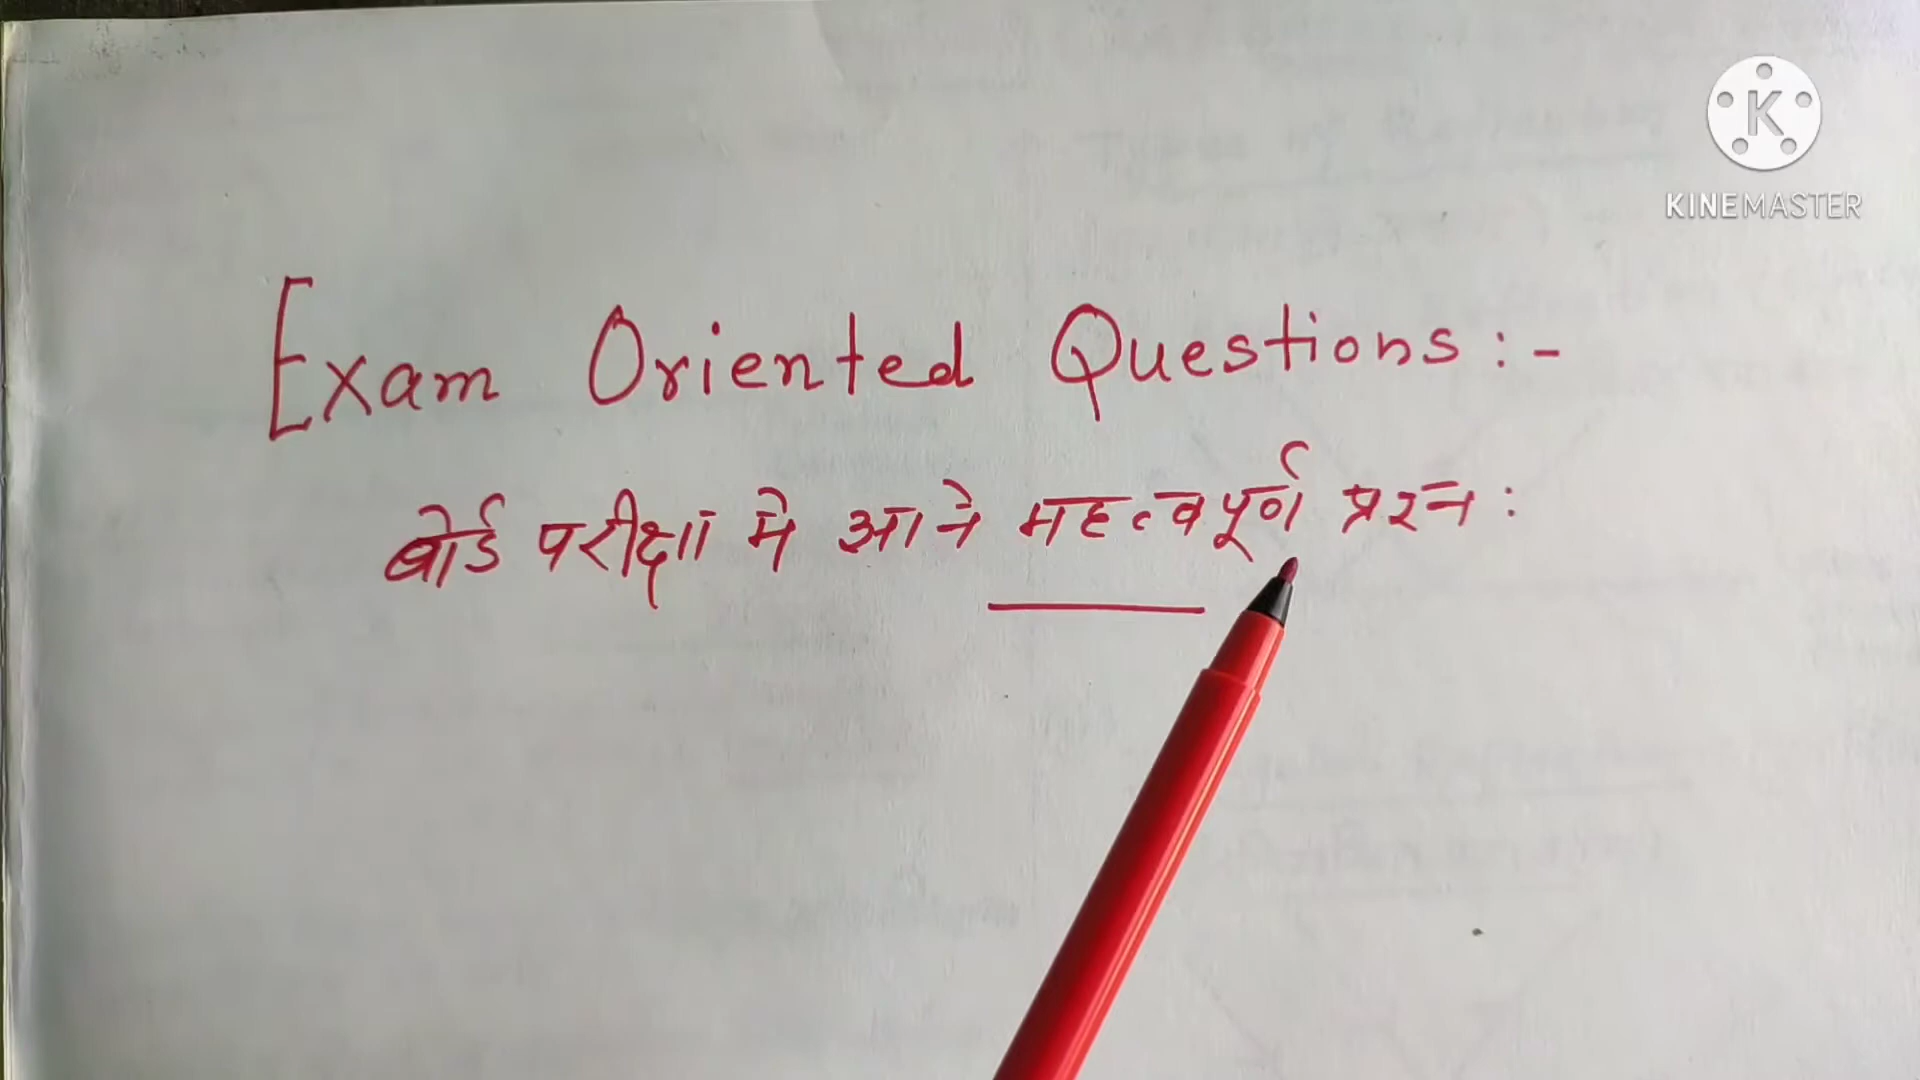 KINEMASTER
Exam Oriented Questions :-
बोर्ड परीक्षा मे आने महत्वपूर्ण प्रश्न :